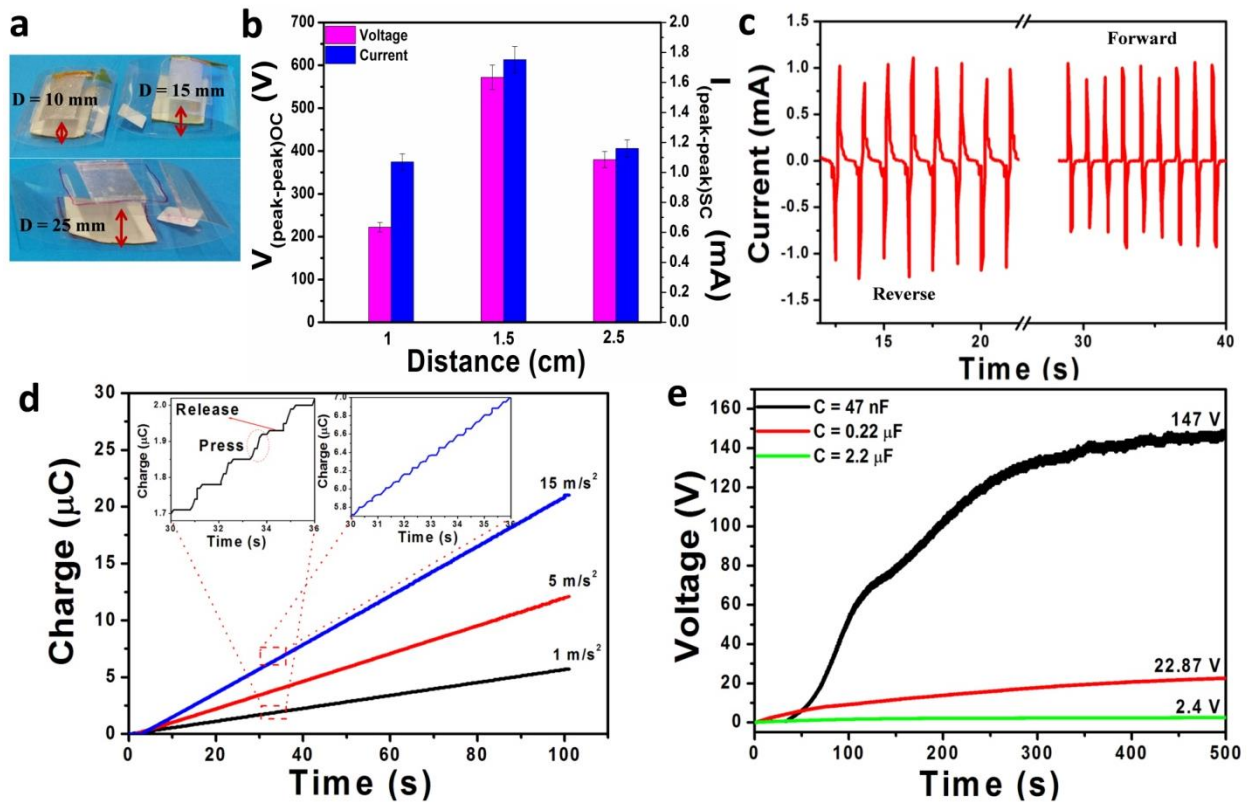 a
D = 10 mm
D = 15 mm
D = 25 mm
b
V(peak-peak)OC (V)
700
600
500
400
300
200
100
0
Voltage
Current
2.0
1.8
1.6
1.4
1.2
1.0
0.8
0.6
0.4
0.2
0.0
I(peak-peak)SC (mA)
1
1.5
2.5
Distance (cm)
c
Current (mA)
1.5
1.0
0.5
0.0
-0.5
-1.0
-1.5
Forward
Reverse
15
20
30
40
Time (s)
d
Charge (μC)
30
25
20
15
10
5
0
Charge (μC)
2.0
1.9
1.8
1.7
Release
Press
30
32
34
36
Time (s)
Charge (μC)
7.0
6.8
6.6
6.4
6.2
6.0
5.8
30
31
32
33
34
35
36
Time (s)
15 m/s²
5 m/s²
1 m/s²
0
20
40
60
80
100
Time (s)
e
Voltage (V)
160
140
120
100
80
60
40
20
0
C = 47 nF
C = 0.22 μF
C = 2.2 μF
147 V
22.87 V
2.4 V
0
100
200
300
400
500
Time (s)